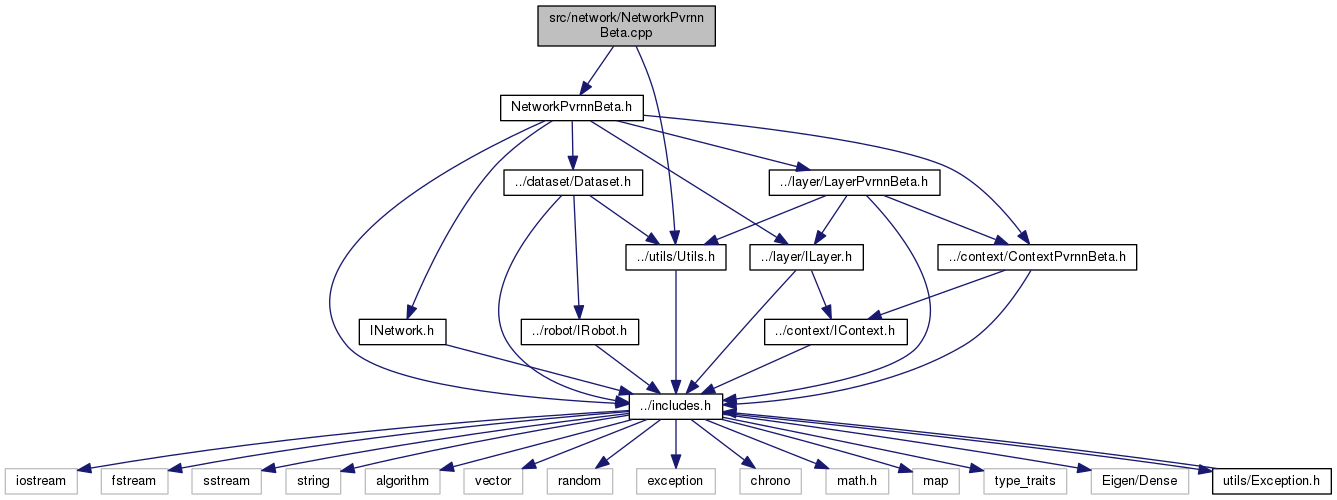 src/network/NetworkPvrnn
Beta.cpp
NetworkPvrnnBeta.h
../dataset/Dataset.h
../layer/LayerPvrnnBeta.h
../utils/Utils.h
../layer/ILayer.h
../context/ContextPvrnnBeta.h
INetwork.h
../robot/IRobot.h
../context/IContext.h
../includes.h
iostream
fstream
sstream
string
algorithm
vector
random
exception
chrono
math.h
map
type_traits
Eigen/Dense
utils/Exception.h